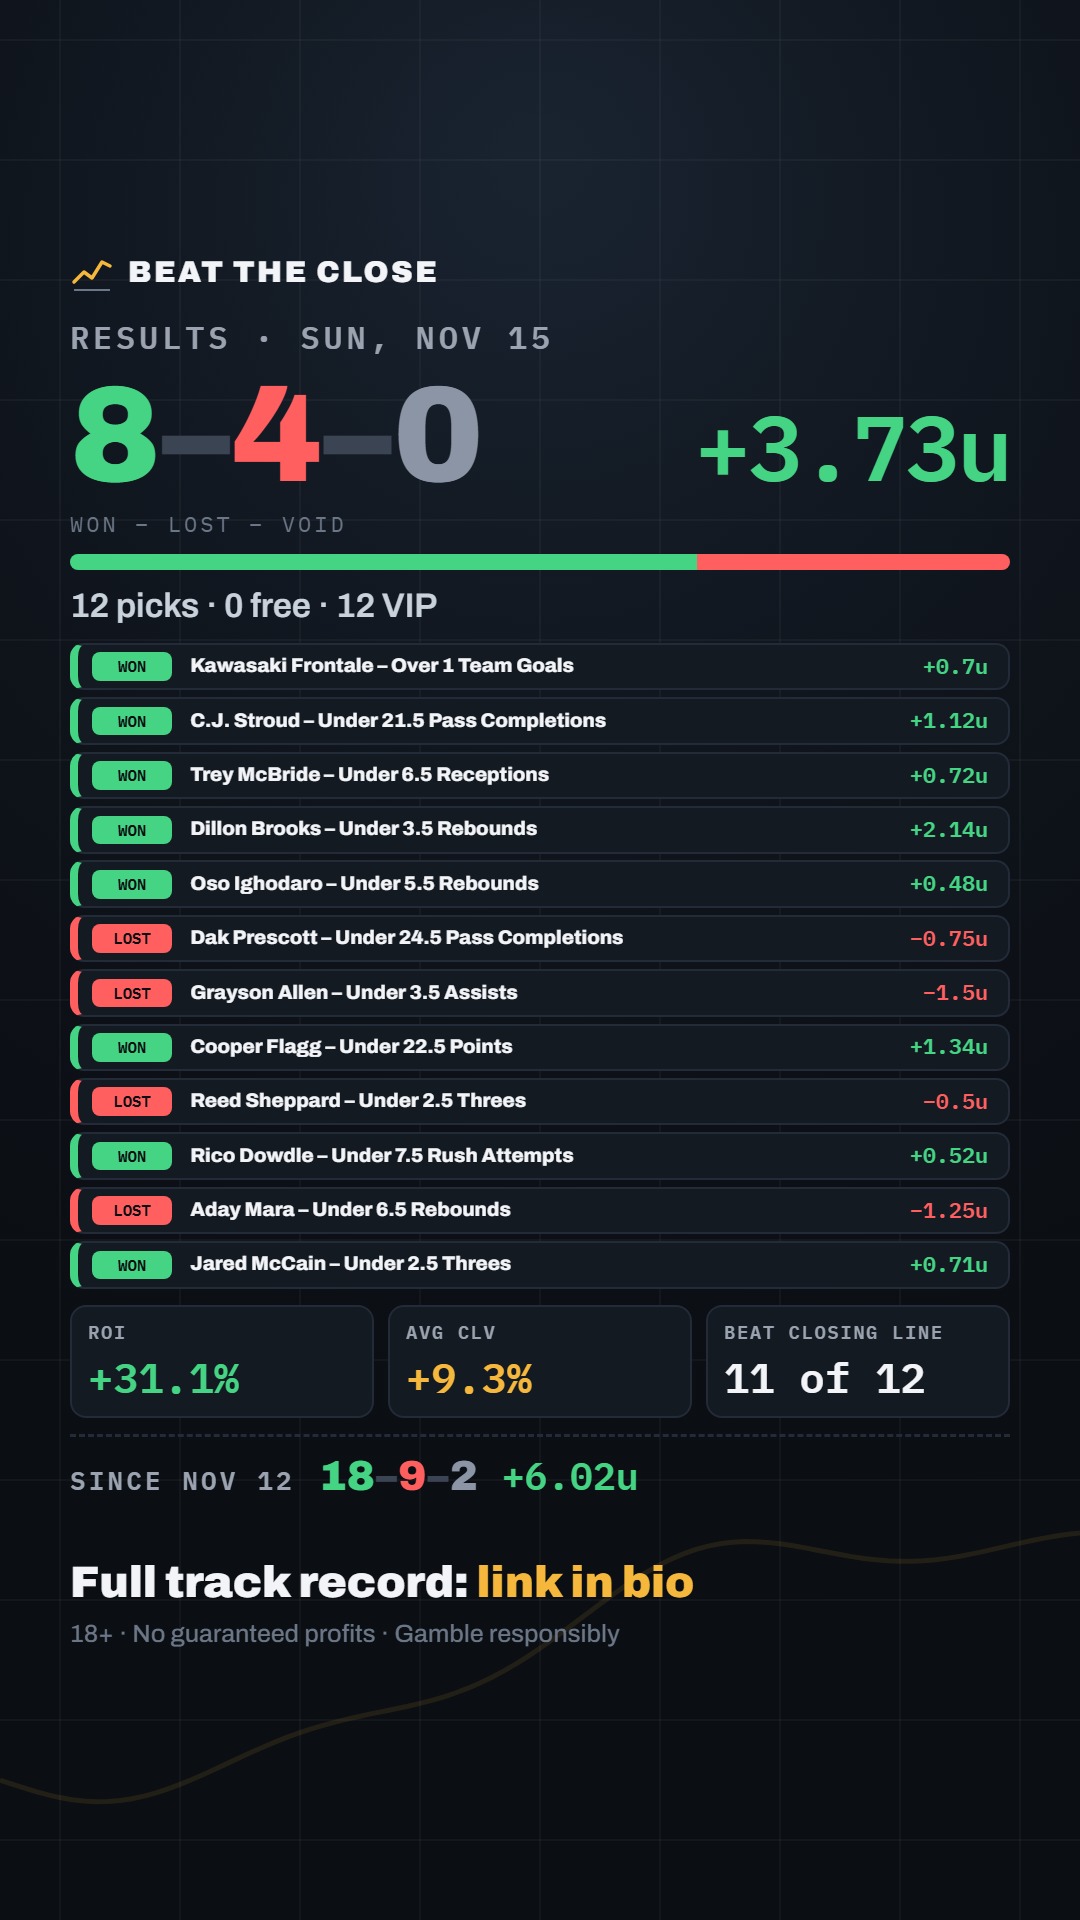 BEAT THE CLOSE
RESULTS · SUN, NOV 15
8–4–0 +3.73u
WON – LOST – VOID
12 picks · 0 free · 12 VIP
WON Kawasaki Frontale – Over 1 Team Goals +0.7u
WON C.J. Stroud – Under 21.5 Pass Completions +1.12u
WON Trey McBride – Under 6.5 Receptions +0.72u
WON Dillon Brooks – Under 3.5 Rebounds +2.14u
WON Oso Ighodaro – Under 5.5 Rebounds +0.48u
LOST Dak Prescott – Under 24.5 Pass Completions −0.75u
LOST Grayson Allen – Under 3.5 Assists −1.5u
WON Cooper Flagg – Under 22.5 Points +1.34u
LOST Reed Sheppard – Under 2.5 Threes −0.5u
WON Rico Dowdle – Under 7.5 Rush Attempts +0.52u
LOST Aday Mara – Under 6.5 Rebounds −1.25u
WON Jared McCain – Under 2.5 Threes +0.71u
ROI AVG CLV BEAT CLOSING LINE
+31.1% +9.3% 11 of 12
SINCE NOV 12 18–9–2 +6.02u
Full track record: link in bio
18+ · No guaranteed profits · Gamble responsibly